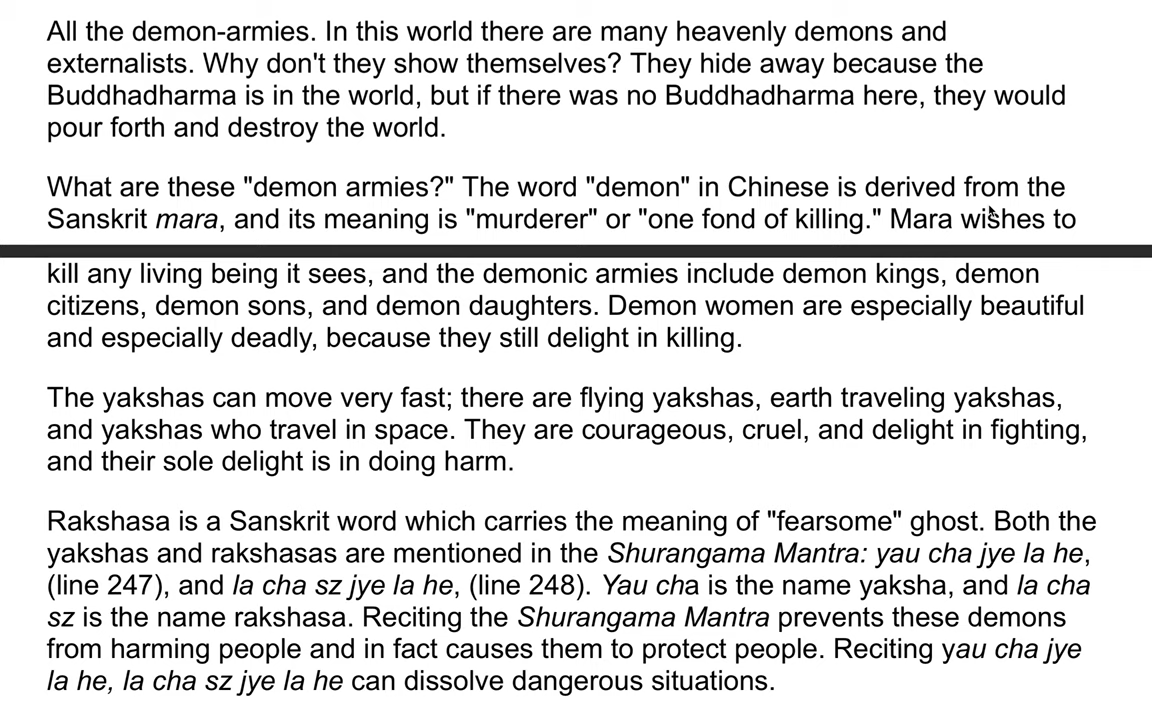 All the demon-armies. In this world there are many heavenly demons and
externalists. Why don't they show themselves? They hide away because the
Buddhadharma is in the world, but if there was no Buddhadharma here, they would
pour forth and destroy the world.
What are these "demon armies?" The word "demon" in Chinese is derived from the
Sanskrit mara, and its meaning is "murderer" or "one fond of killing." Mara wishes to
kill any living being it sees, and the demonic armies include demon kings, demon
citizens, demon sons, and demon daughters. Demon women are especially beautiful
and especially deadly, because they still delight in killing.
The yakshas can move very fast; there are flying yakshas, earth traveling yakshas,
and yakshas who travel in space. They are courageous, cruel, and delight in fighting,
and their sole delight is in doing harm.
Rakshasa is a Sanskrit word which carries the meaning of "fearsome" ghost. Both the
yakshas and rakshasas are mentioned in the Shurangama Mantra: yau cha jye la he,
(line 247), and la cha sz jye la he, (line 248). Yau cha is the name yaksha, and la cha
sz is the name rakshasa. Reciting the Shurangama Mantra prevents these demons
from harming people and in fact causes them to protect people. Reciting yau cha jye
la he, la cha sz jye la he can dissolve dangerous situations.